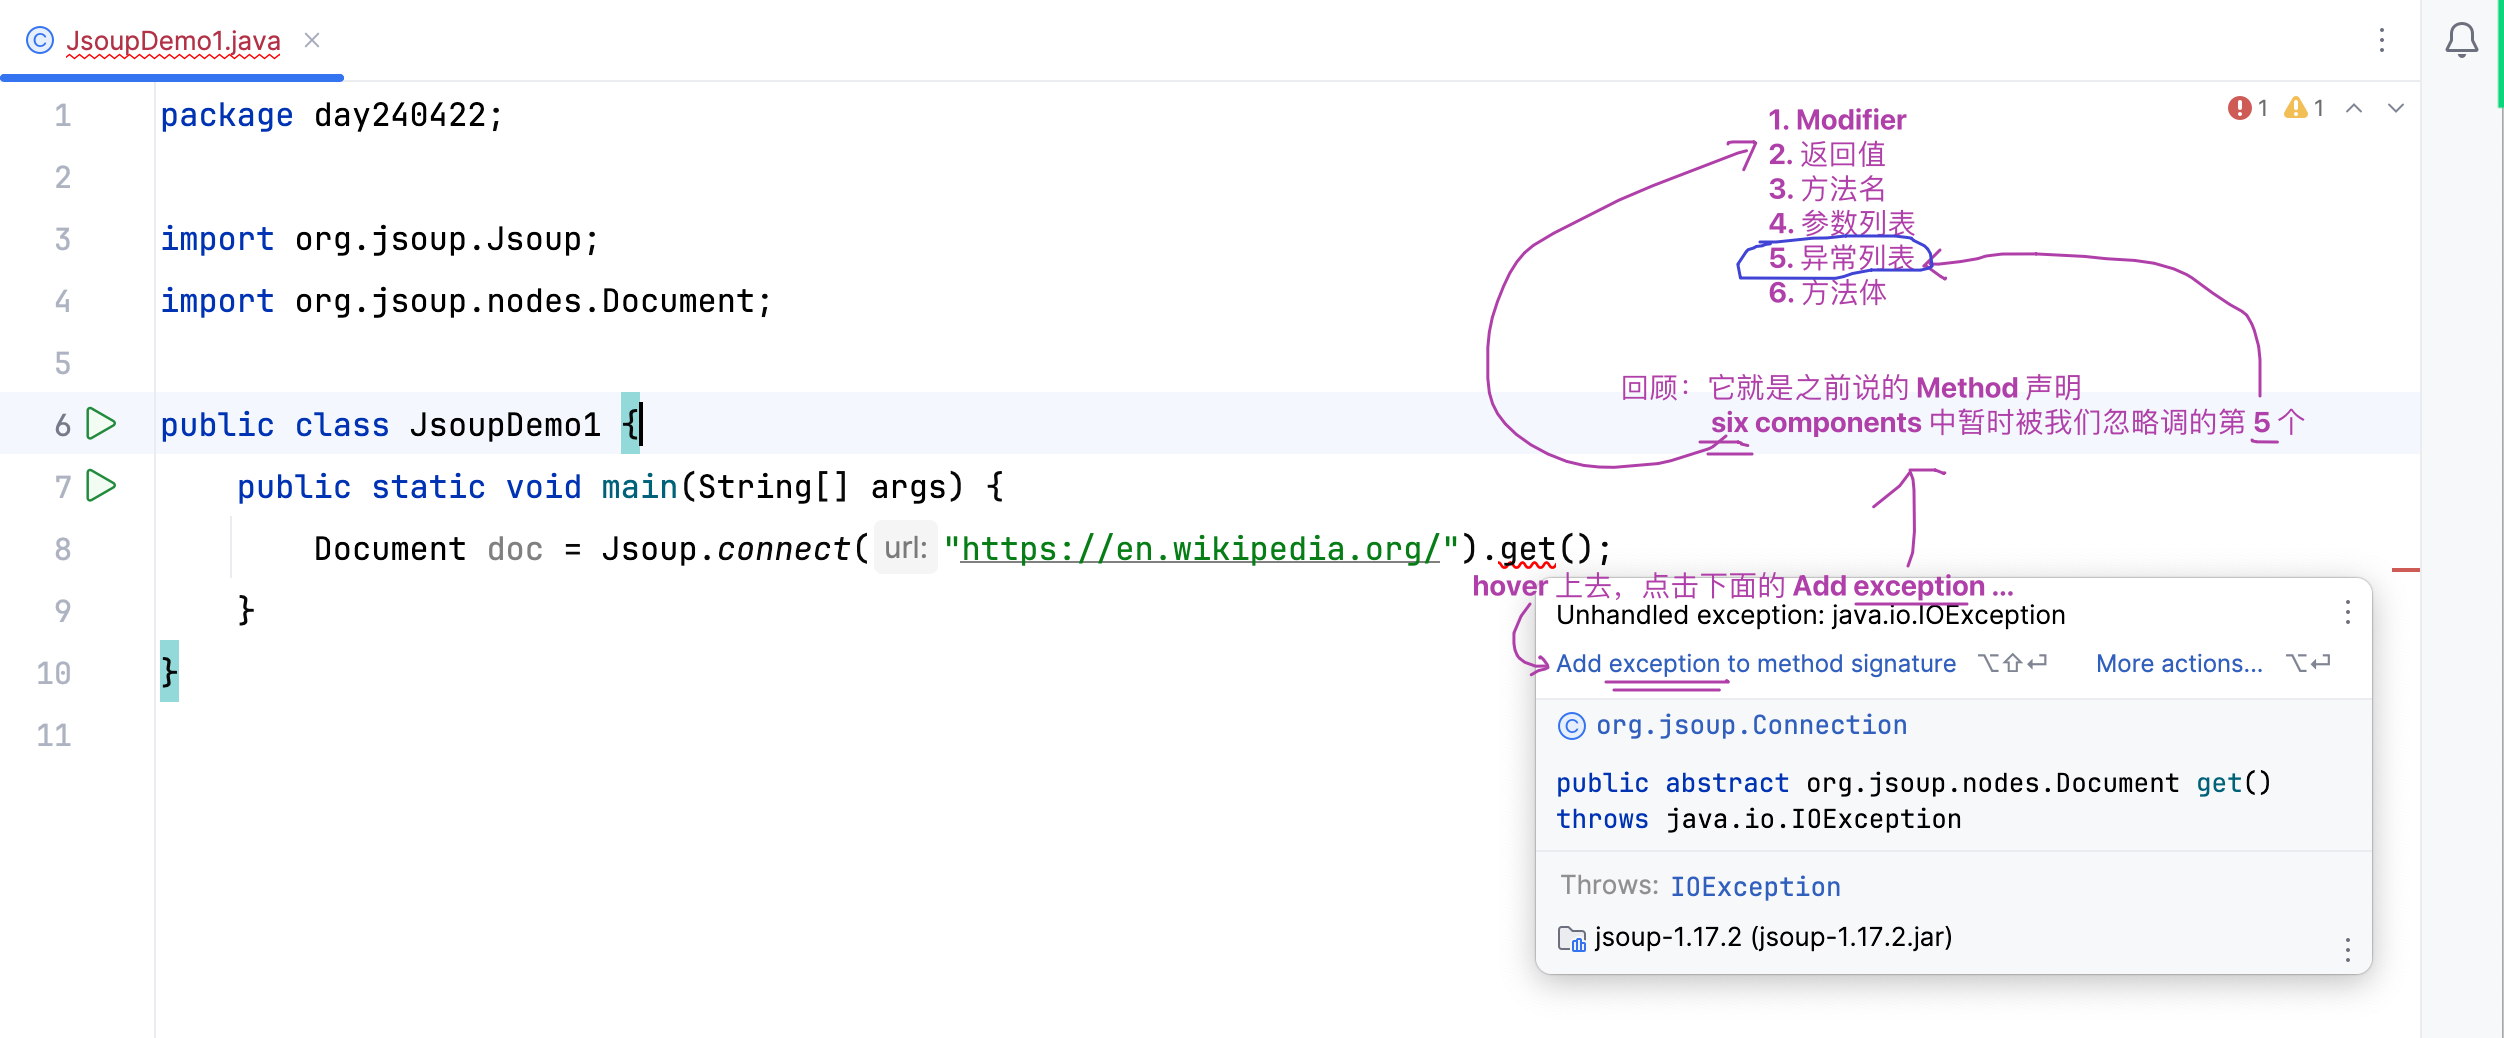 JsoupDemo1.java
1 package day240422;
2
3 import org.jsoup.Jsoup;
4 import org.jsoup.nodes.Document;
5
6 public class JsoupDemo1 {
7 public static void main(String[] args) {
8 Document doc = Jsoup.connect( url: "https://en.wikipedia.org/").get();
9 }
10 }
11
1 1
1. Modifier
2. 返回值
3. 方法名
4. 参数列表
5. 异常列表
6. 方法体
回顾：它就是之前说的 Method 声明
six components 中暂时被我们忽略调的第 5 个
hover 上去，点击下面的 Add exception ...
Unhandled exception: java.io.IOException
Add exception to method signature ⌥⇧⏎ More actions... ⌥⏎
org.jsoup.Connection
public abstract org.jsoup.nodes.Document get()
throws java.io.IOException
Throws: IOException
jsoup-1.17.2 (jsoup-1.17.2.jar)